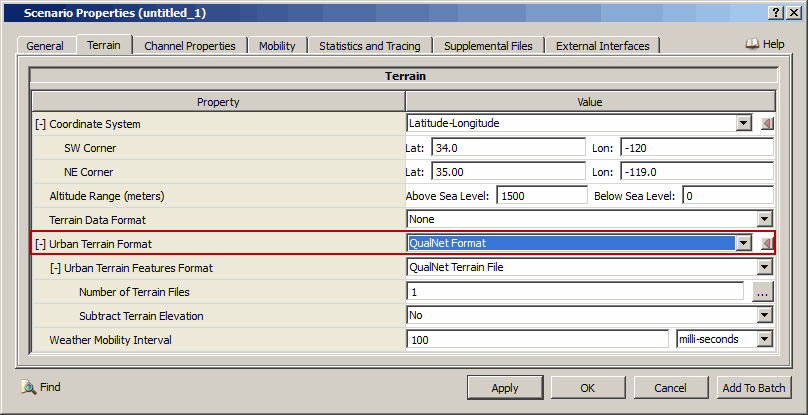 Scenario Properties (untitled_1)
General Terrain Channel Properties Mobility Statistics and Tracing Supplemental Files External Interfaces Help
Terrain
Property Value
[-] Coordinate System Latitude-Longitude
SW Corner Lat: 34.0 Lon: -120
NE Corner Lat: 35.00 Lon: -119.0
Altitude Range (meters) Above Sea Level: 1500 Below Sea Level: 0
Terrain Data Format None
[-] Urban Terrain Format QualNet Format
[-] Urban Terrain Features Format QualNet Terrain File
Number of Terrain Files 1 ...
Subtract Terrain Elevation No
Weather Mobility Interval 100 milli-seconds
Find Apply OK Cancel Add To Batch